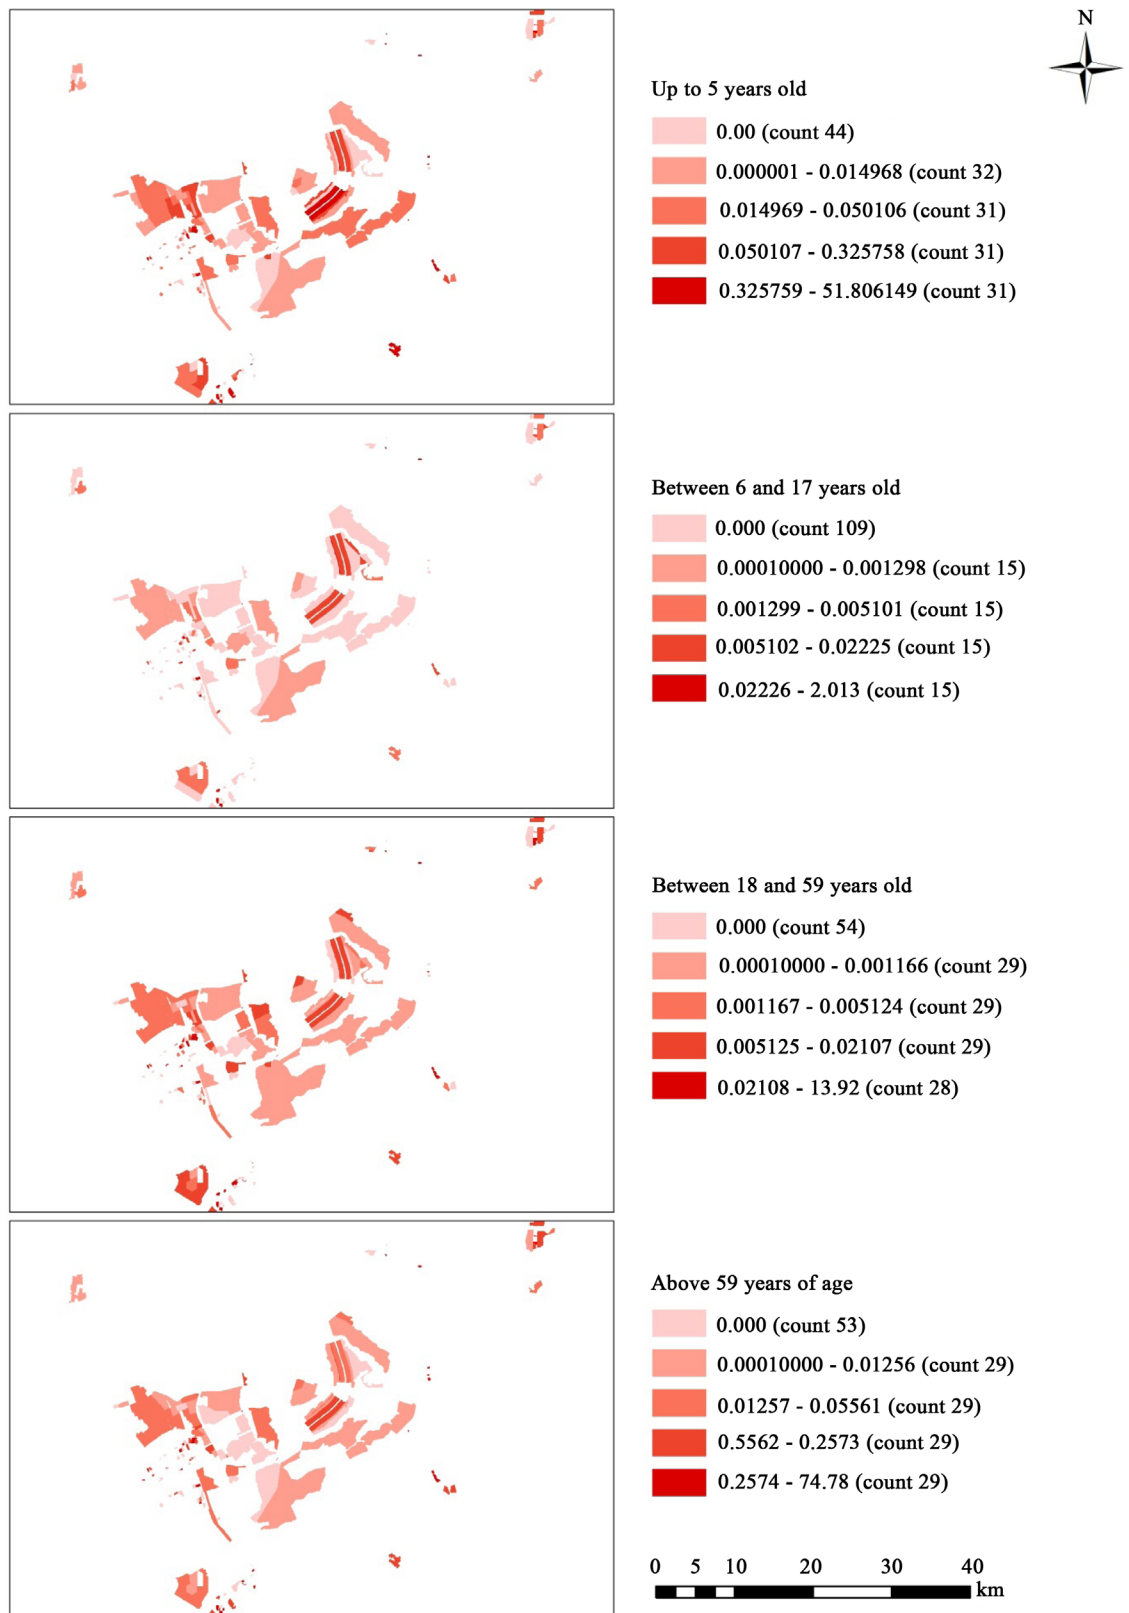 N
Up to 5 years old
0.00 (count 44)
0.000001 - 0.014968 (count 32)
0.014969 - 0.050106 (count 31)
0.050107 - 0.325758 (count 31)
0.325759 - 51.806149 (count 31)
Between 6 and 17 years old
0.000 (count 109)
0.00010000 - 0.001298 (count 15)
0.001299 - 0.005101 (count 15)
0.005102 - 0.02225 (count 15)
0.02226 - 2.013 (count 15)
Between 18 and 59 years old
0.000 (count 54)
0.00010000 - 0.001166 (count 29)
0.001167 - 0.005124 (count 29)
0.005125 - 0.02107 (count 29)
0.02108 - 13.92 (count 28)
Above 59 years of age
0.000 (count 53)
0.00010000 - 0.01256 (count 29)
0.01257 - 0.05561 (count 29)
0.5562 - 0.2573 (count 29)
0.2574 - 74.78 (count 29)
0 5 10 20 30 40
km